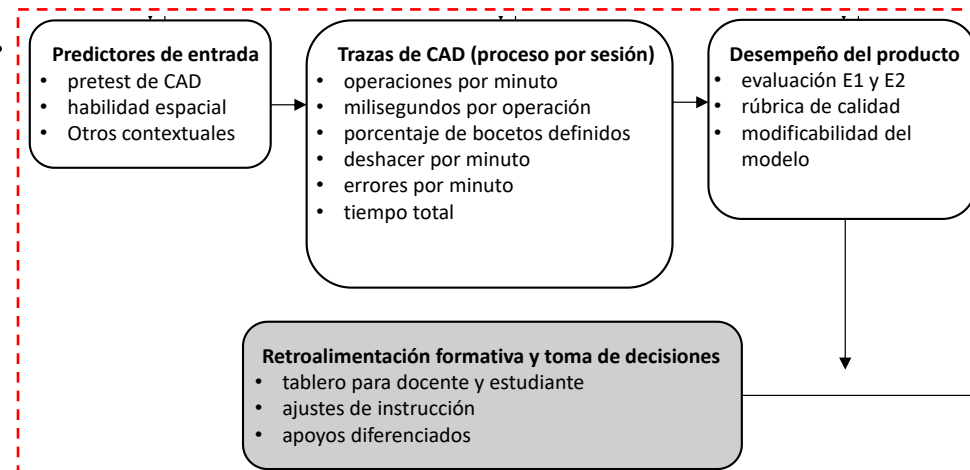 Predictores de entrada
• pretest de CAD
• habilidad espacial
• Otros contextuales
Trazas de CAD (proceso por sesión)
• operaciones por minuto
• milisegundos por operación
• porcentaje de bocetos definidos
• deshacer por minuto
• errores por minuto
• tiempo total
Desempeño del producto
• evaluación E1 y E2
• rúbrica de calidad
• modificabilidad del
modelo
Retroalimentación formativa y toma de decisiones
• tablero para docente y estudiante
• ajustes de instrucción
• apoyos diferenciados